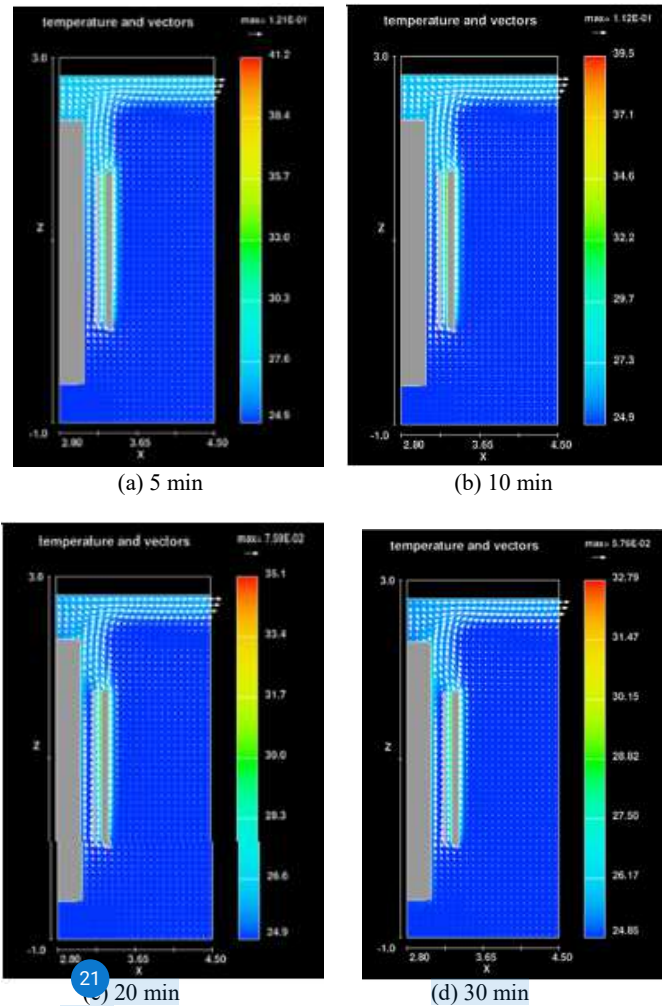 temperature and vectors max= 1.21E-01
3.0
41.2
38.4
35.7
Z
33.0
30.3
27.6
24.9
-1.0
2.80 3.65 4.50
X
(a) 5 min
temperature and vectors max= 1.12E-01
3.0
39.5
37.1
34.6
Z
32.2
29.7
27.3
24.9
-1.0
2.80 3.65 4.50
X
(b) 10 min
temperature and vectors max= 7.59E-02
3.0
35.1
33.4
31.7
Z
30.0
28.3
26.6
24.9
-1.0
2.80 3.65 4.50
X
21
) 20 min
temperature and vectors max= 5.76E-02
3.0
32.79
31.47
30.15
Z
28.82
27.50
26.17
24.85
-1.0
2.80 3.65 4.50
X
(d) 30 min